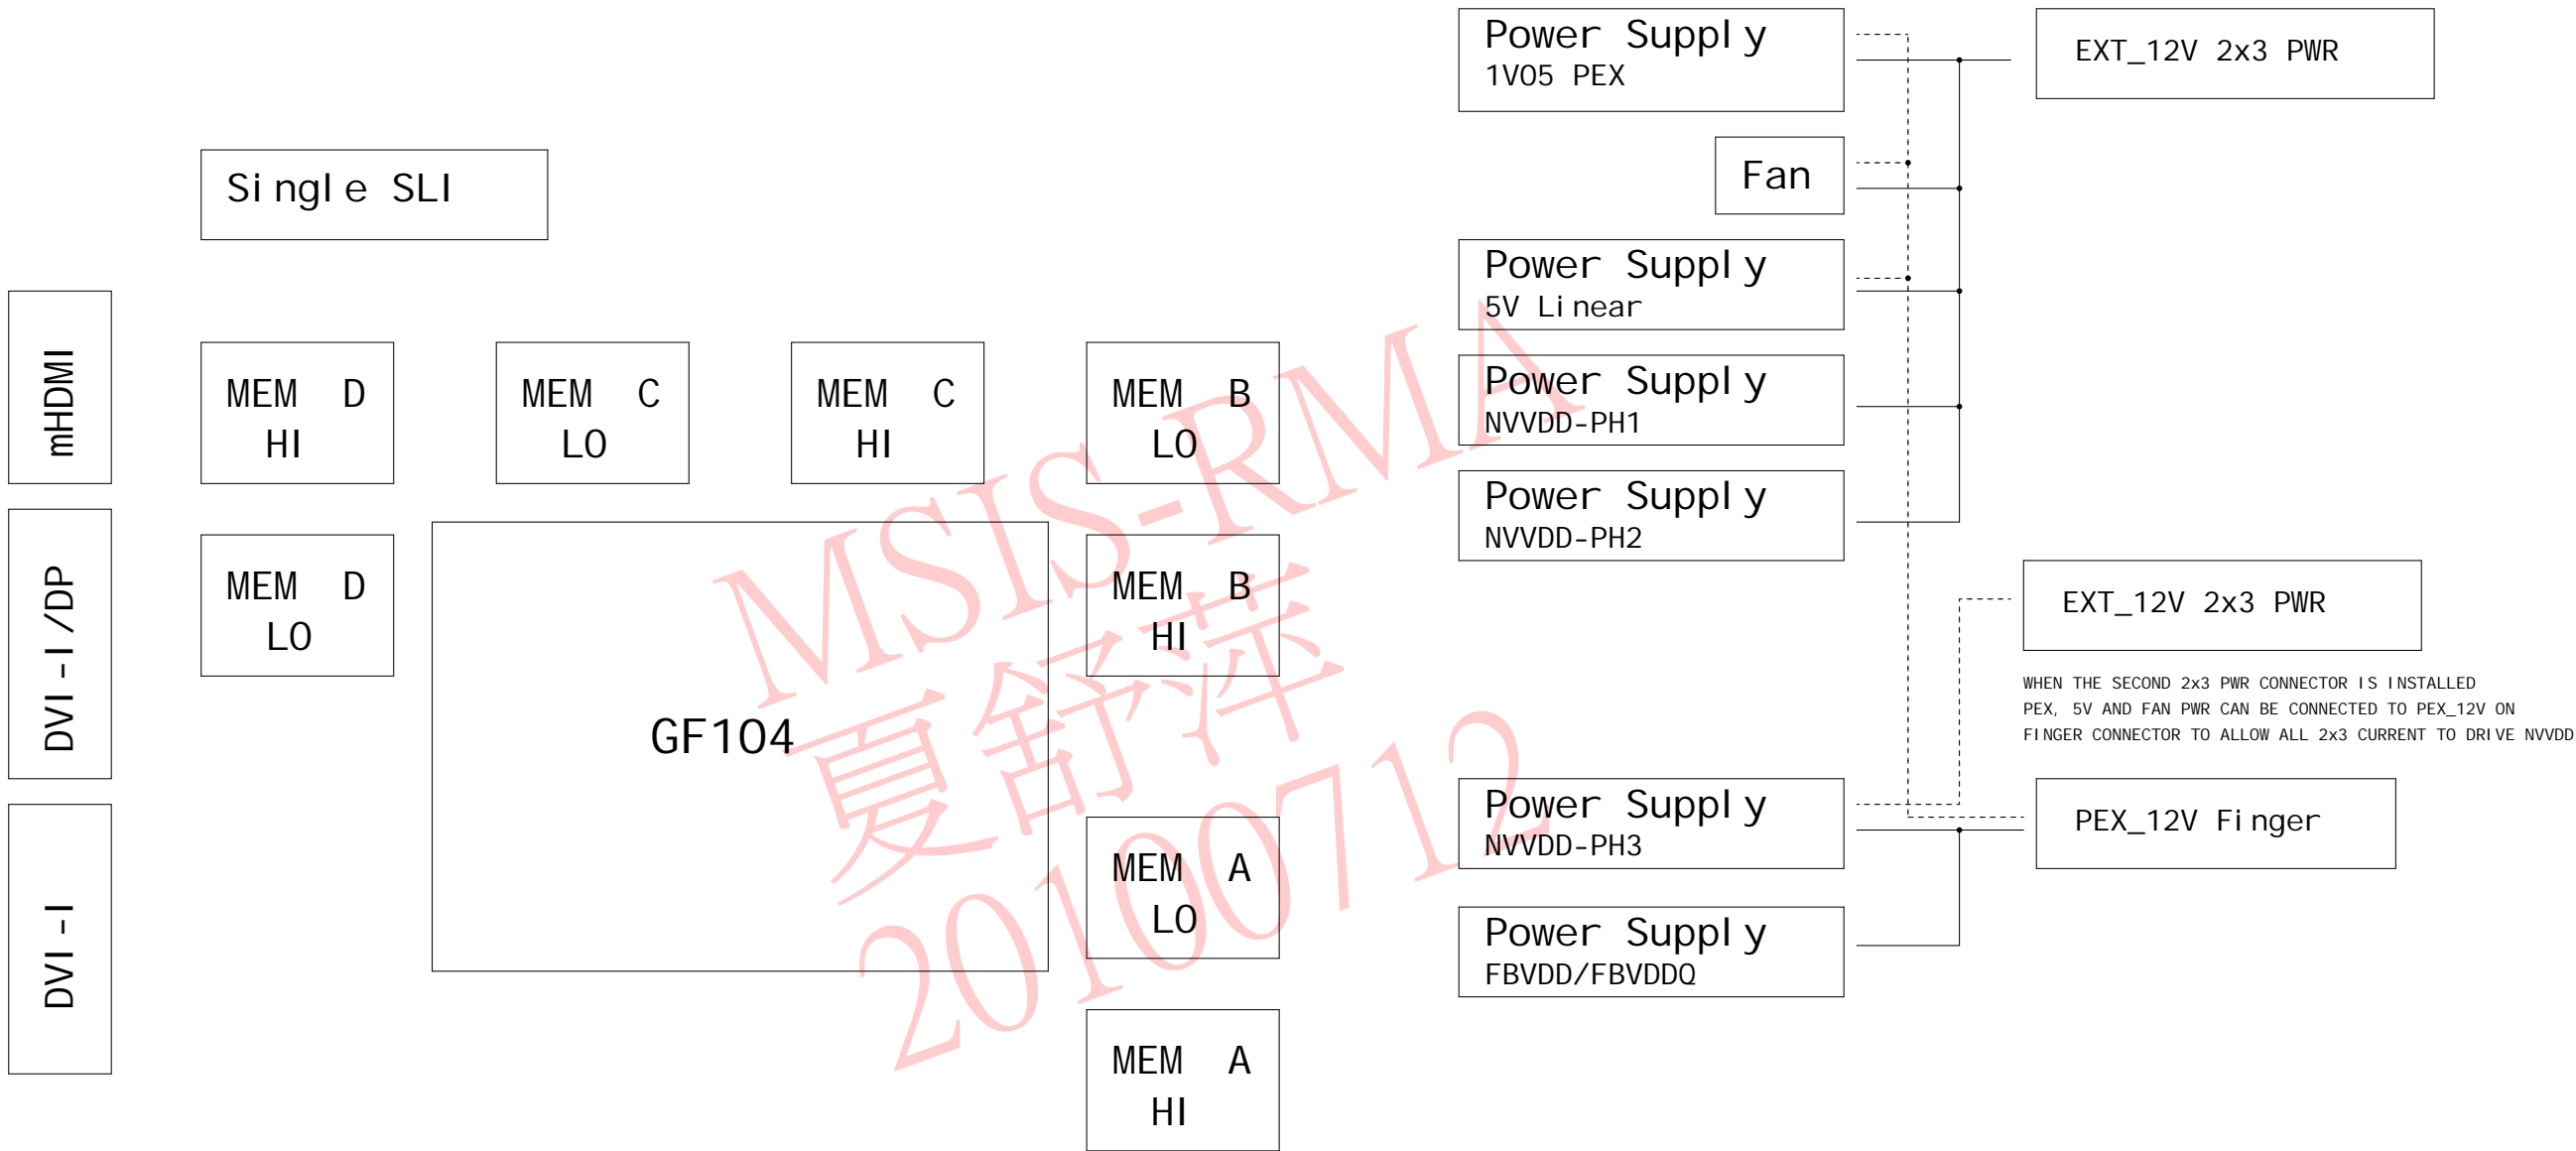 Single SLI
mHDMI
DVI-I/DP
DVI-I
MEM D
HI
MEM C
LO
MEM C
HI
MEM B
LO
MEM D
LO
GF104
MEM B
HI
MEM A
LO
MEM A
HI
Power Supply
1V05 PEX
Fan
Power Supply
5V Linear
Power Supply
NVVDD-PH1
Power Supply
NVVDD-PH2
Power Supply
NVVDD-PH3
Power Supply
FBVDD/FBVDDQ
EXT_12V 2x3 PWR
EXT_12V 2x3 PWR
WHEN THE SECOND 2x3 PWR CONNECTOR IS INSTALLED
PEX, 5V AND FAN PWR CAN BE CONNECTED TO PEX_12V ON
FINGER CONNECTOR TO ALLOW ALL 2x3 CURRENT TO DRIVE NVVDD
PEX_12V Finger
MSIS-RMA
夏舒萍
20100712